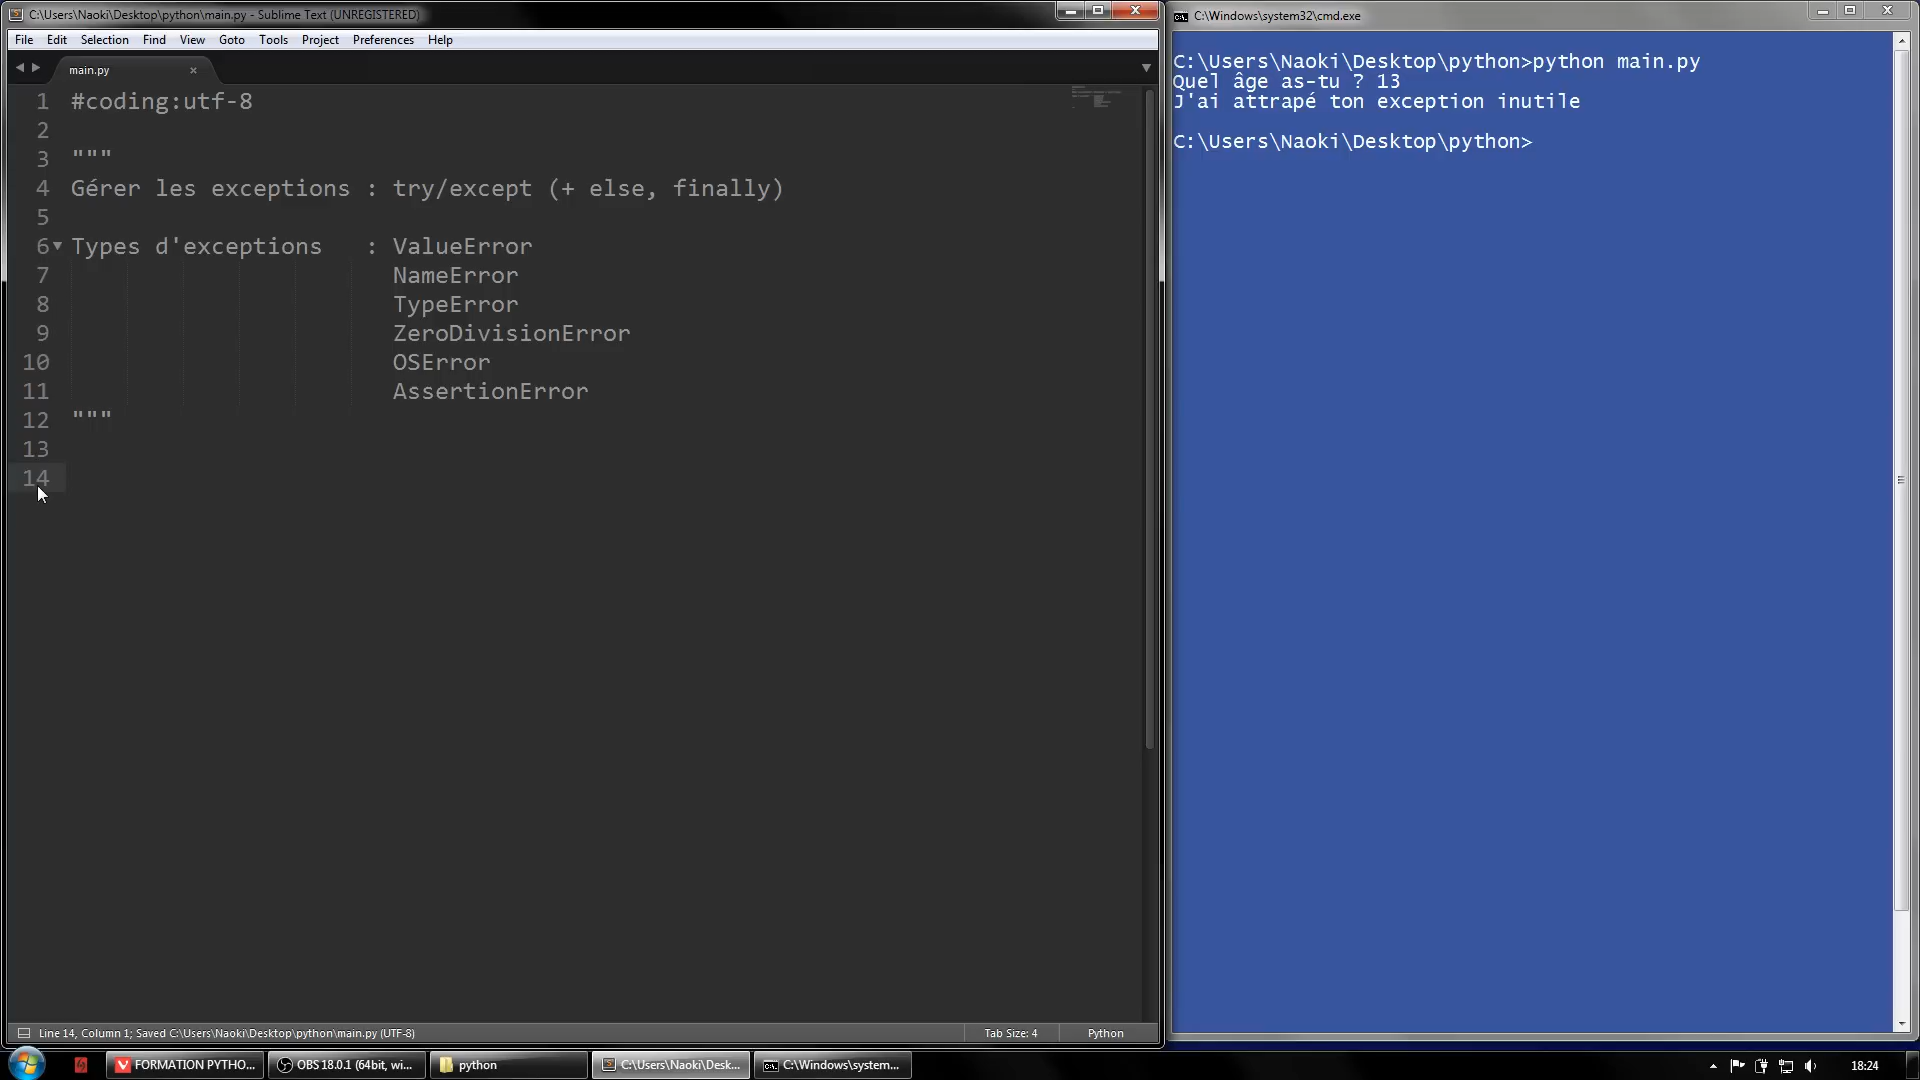 C:\Users\Naoki\Desktop\python\main.py - Sublime Text (UNREGISTERED)
File Edit Selection Find View Goto Tools Project Preferences Help
main.py
1 #coding:utf-8
2
3 """
4 Gérer les exceptions : try/except (+ else, finally)
5
6 Types d'exceptions : ValueError
7 NameError
8 TypeError
9 ZeroDivisionError
10 OSError
11 AssertionError
12 """
13
14
Line 14, Column 1; Saved C:\Users\Naoki\Desktop\python\main.py (UTF-8)
Tab Size: 4
Python
C:\Windows\system32\cmd.exe
C:\Users\Naoki\Desktop\python>python main.py
Quel âge as-tu ? 13
J'ai attrapé ton exception inutile
C:\Users\Naoki\Desktop\python>
FORMATION PYTHO...
OBS 18.0.1 (64bit, wi...
python
C:\Users\Naoki\Desk...
C:\Windows\system...
18:24